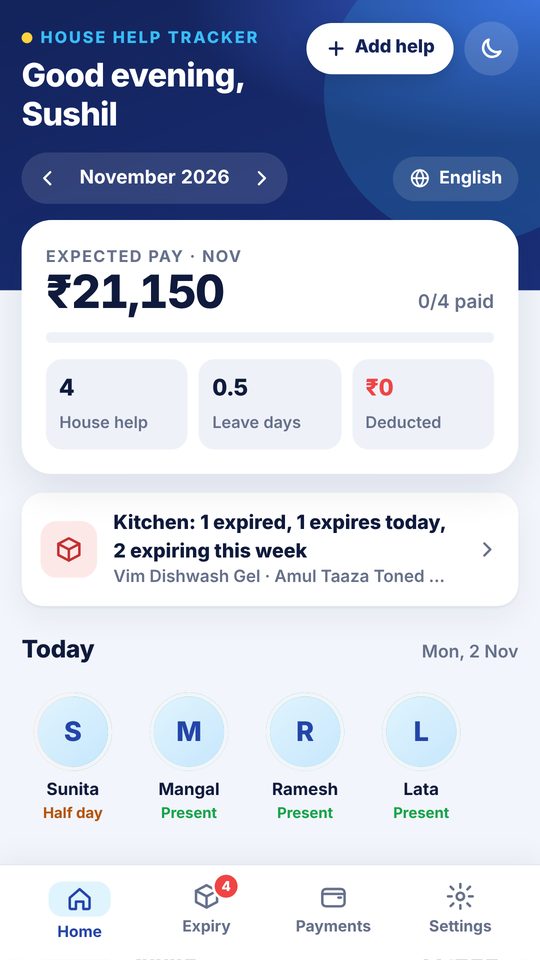 HOUSE HELP TRACKER
Good evening,
Sushil
+ Add help
November 2026
English
EXPECTED PAY · NOV
₹21,150
0/4 paid
4
House help
0.5
Leave days
₹0
Deducted
Kitchen: 1 expired, 1 expires today,
2 expiring this week
Vim Dishwash Gel · Amul Taaza Toned ...
Today
Mon, 2 Nov
S
M
R
L
Sunita
Mangal
Ramesh
Lata
Half day
Present
Present
Present
4
Home
Expiry
Payments
Settings